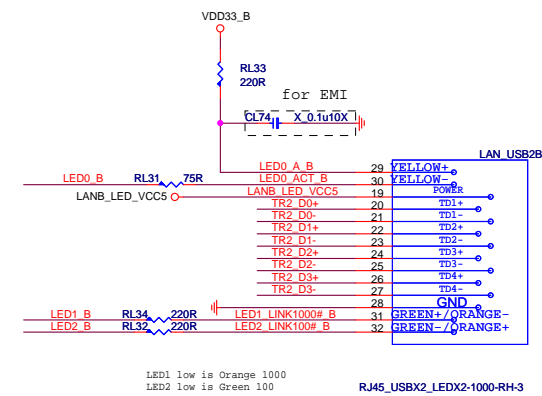 VDD33_B
RL33
220R
for EMI
CL74 X_0.1u10X
LAN_USB2B
LED0_A_B 29 YELLOW+
LED0_B RL31 75R LED0_ACT_B 30 YELLOW-
LANB_LED_VCC5 LANB_LED_VCC5 19 POWER
TR2_D0+ 20 TD1+
TR2_D0- 21 TD1-
TR2_D1+ 22 TD2+
TR2_D1- 23 TD2-
TR2_D2+ 24 TD3+
TR2_D2- 25 TD3-
TR2_D3+ 26 TD4+
TR2_D3- 27 TD4-
28 GND
LED1_B RL34 220R LED1_LINK1000#_B 31 GREEN+/ORANGE-
LED2_B RL32 220R LED2_LINK100#_B 32 GREEN-/ORANGE+
LED1 low is Orange 1000
LED2 low is Green 100
RJ45_USBX2_LEDX2-1000-RH-3